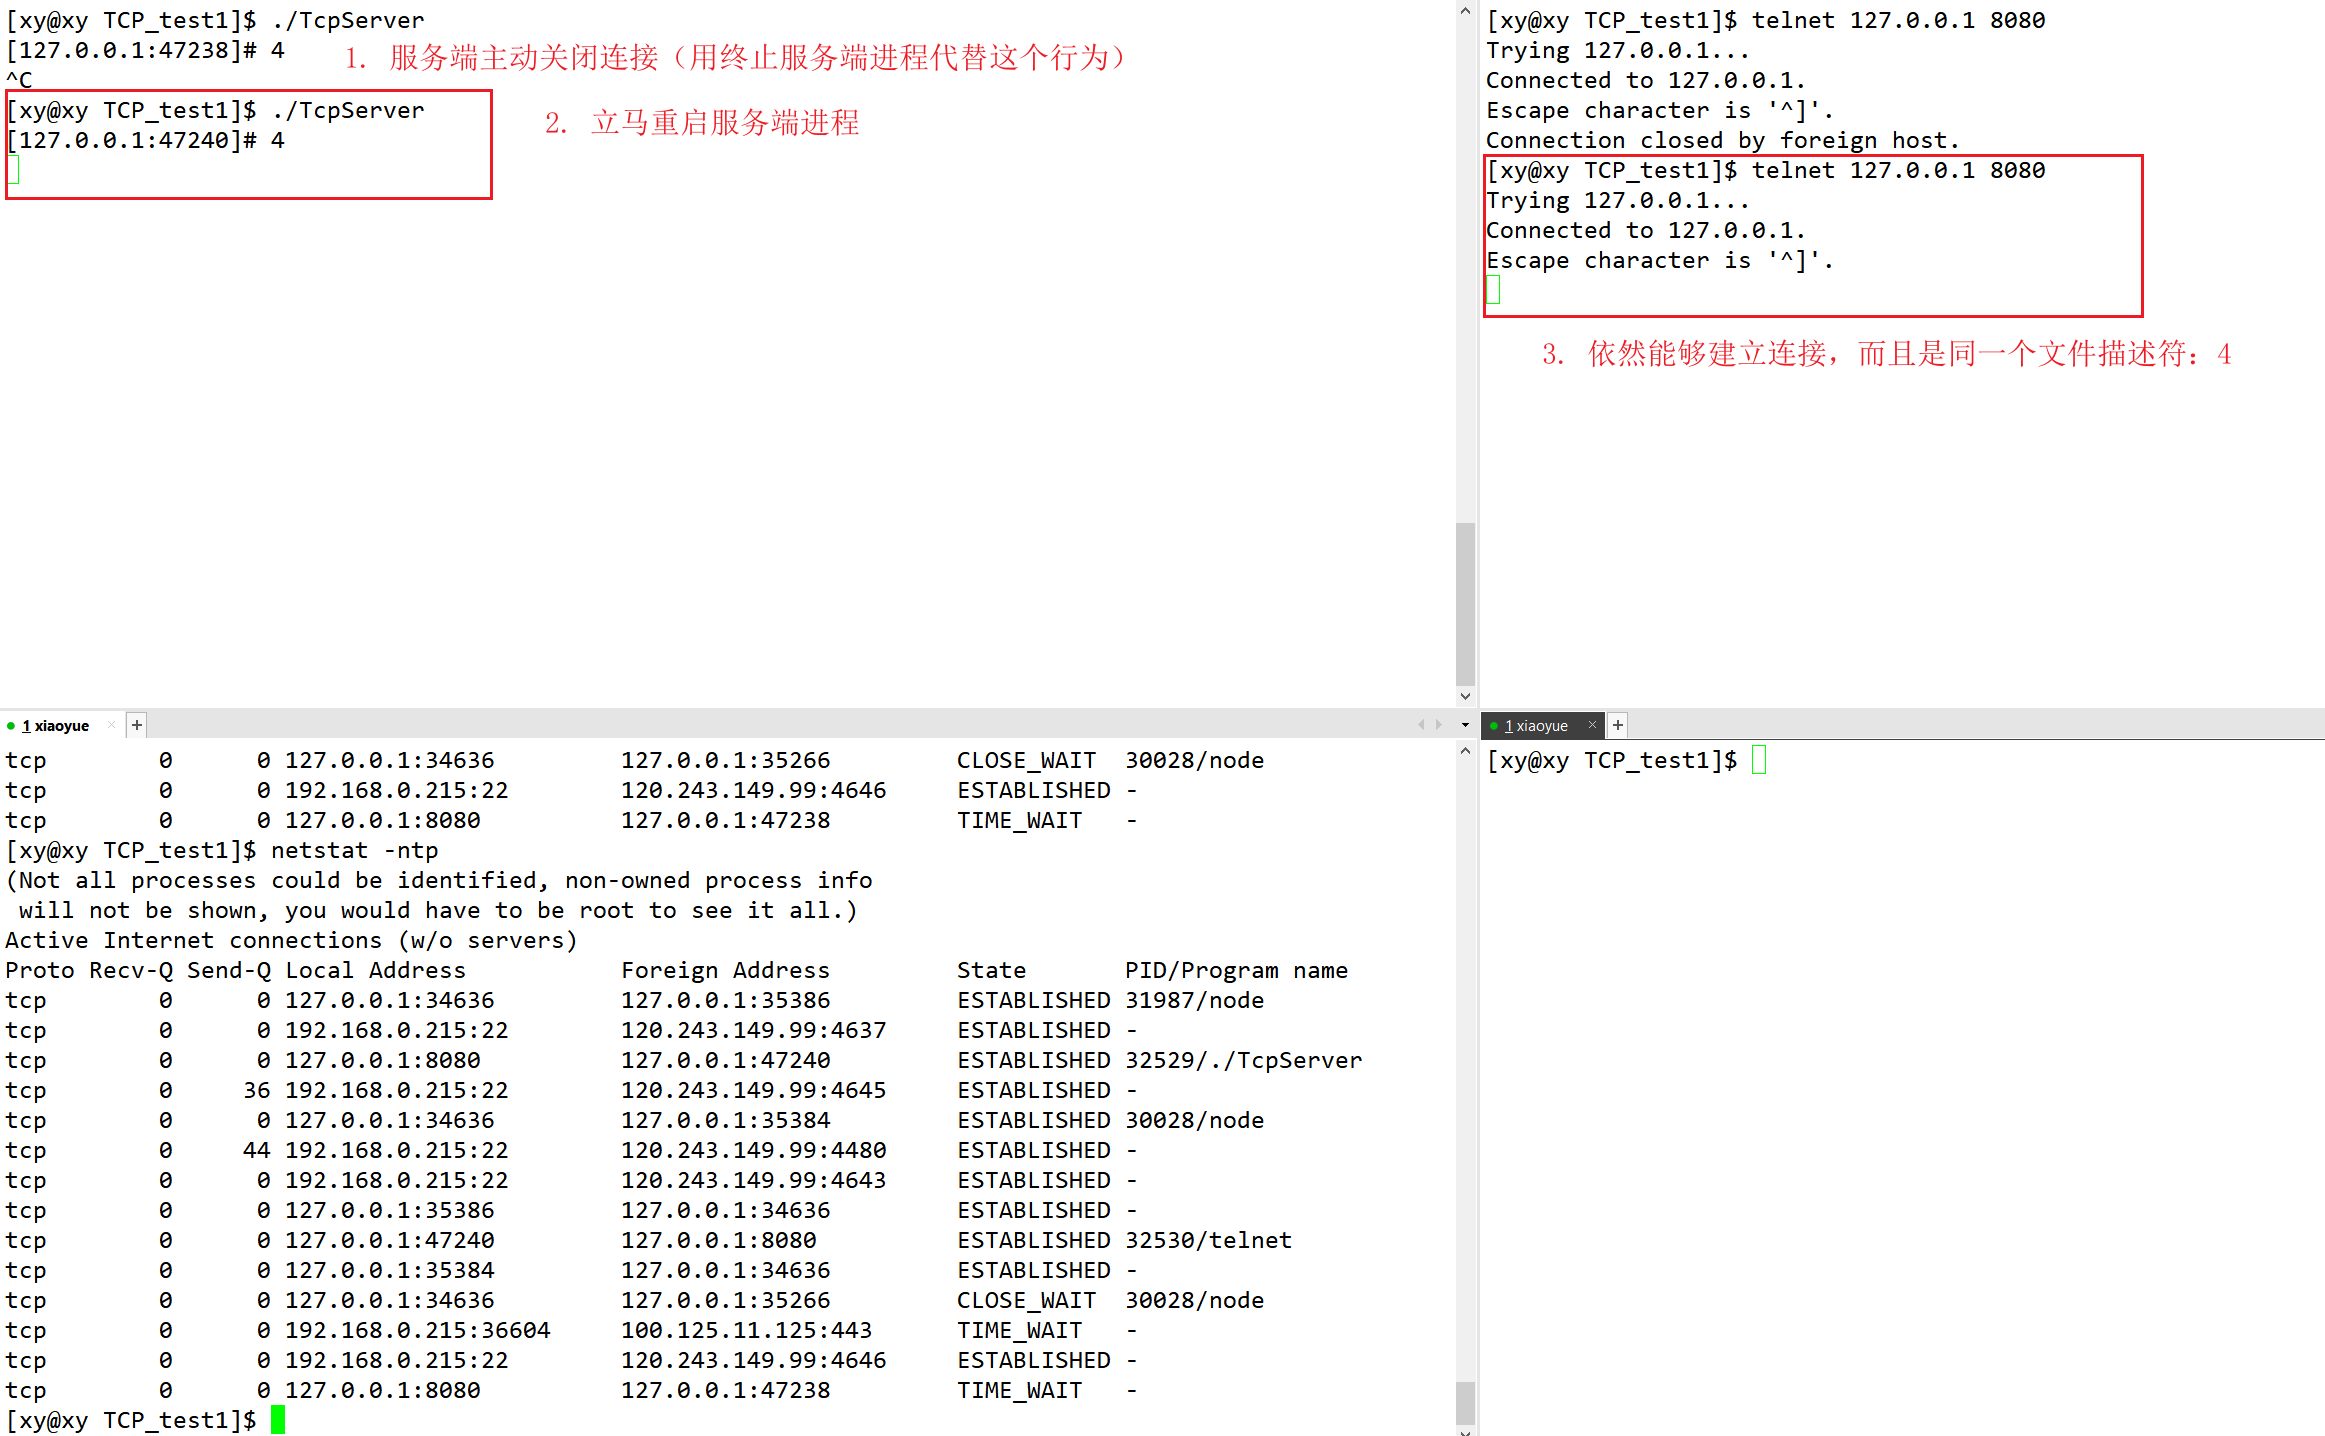 [xy@xy TCP_test1]$ ./TcpServer
[127.0.0.1:47238]# 4
1. 服务端主动关闭连接（用终止服务端进程代替这个行为）
^C
[xy@xy TCP_test1]$ ./TcpServer
[127.0.0.1:47240]# 4
2. 立马重启服务端进程
[xy@xy TCP_test1]$ telnet 127.0.0.1 8080
Trying 127.0.0.1...
Connected to 127.0.0.1.
Escape character is '^]'.
Connection closed by foreign host.
[xy@xy TCP_test1]$ telnet 127.0.0.1 8080
Trying 127.0.0.1...
Connected to 127.0.0.1.
Escape character is '^]'.
3. 依然能够建立连接，而且是同一个文件描述符：4
1 xiaoyue
tcp 0 0 127.0.0.1:34636 127.0.0.1:35266 CLOSE_WAIT 30028/node
tcp 0 0 192.168.0.215:22 120.243.149.99:4646 ESTABLISHED -
tcp 0 0 127.0.0.1:8080 127.0.0.1:47238 TIME_WAIT -
[xy@xy TCP_test1]$ netstat -ntp
(Not all processes could be identified, non-owned process info
will not be shown, you would have to be root to see it all.)
Active Internet connections (w/o servers)
Proto Recv-Q Send-Q Local Address Foreign Address State PID/Program name
tcp 0 0 127.0.0.1:34636 127.0.0.1:35386 ESTABLISHED 31987/node
tcp 0 0 192.168.0.215:22 120.243.149.99:4637 ESTABLISHED -
tcp 0 0 127.0.0.1:8080 127.0.0.1:47240 ESTABLISHED 32529/./TcpServer
tcp 0 36 192.168.0.215:22 120.243.149.99:4645 ESTABLISHED -
tcp 0 0 127.0.0.1:34636 127.0.0.1:35384 ESTABLISHED 30028/node
tcp 0 44 192.168.0.215:22 120.243.149.99:4480 ESTABLISHED -
tcp 0 0 192.168.0.215:22 120.243.149.99:4643 ESTABLISHED -
tcp 0 0 127.0.0.1:35386 127.0.0.1:34636 ESTABLISHED -
tcp 0 0 127.0.0.1:47240 127.0.0.1:8080 ESTABLISHED 32530/telnet
tcp 0 0 127.0.0.1:35384 127.0.0.1:34636 ESTABLISHED -
tcp 0 0 127.0.0.1:34636 127.0.0.1:35266 CLOSE_WAIT 30028/node
tcp 0 0 192.168.0.215:36604 100.125.11.125:443 TIME_WAIT -
tcp 0 0 192.168.0.215:22 120.243.149.99:4646 ESTABLISHED -
tcp 0 0 127.0.0.1:8080 127.0.0.1:47238 TIME_WAIT -
[xy@xy TCP_test1]$
1 xiaoyue
[xy@xy TCP_test1]$